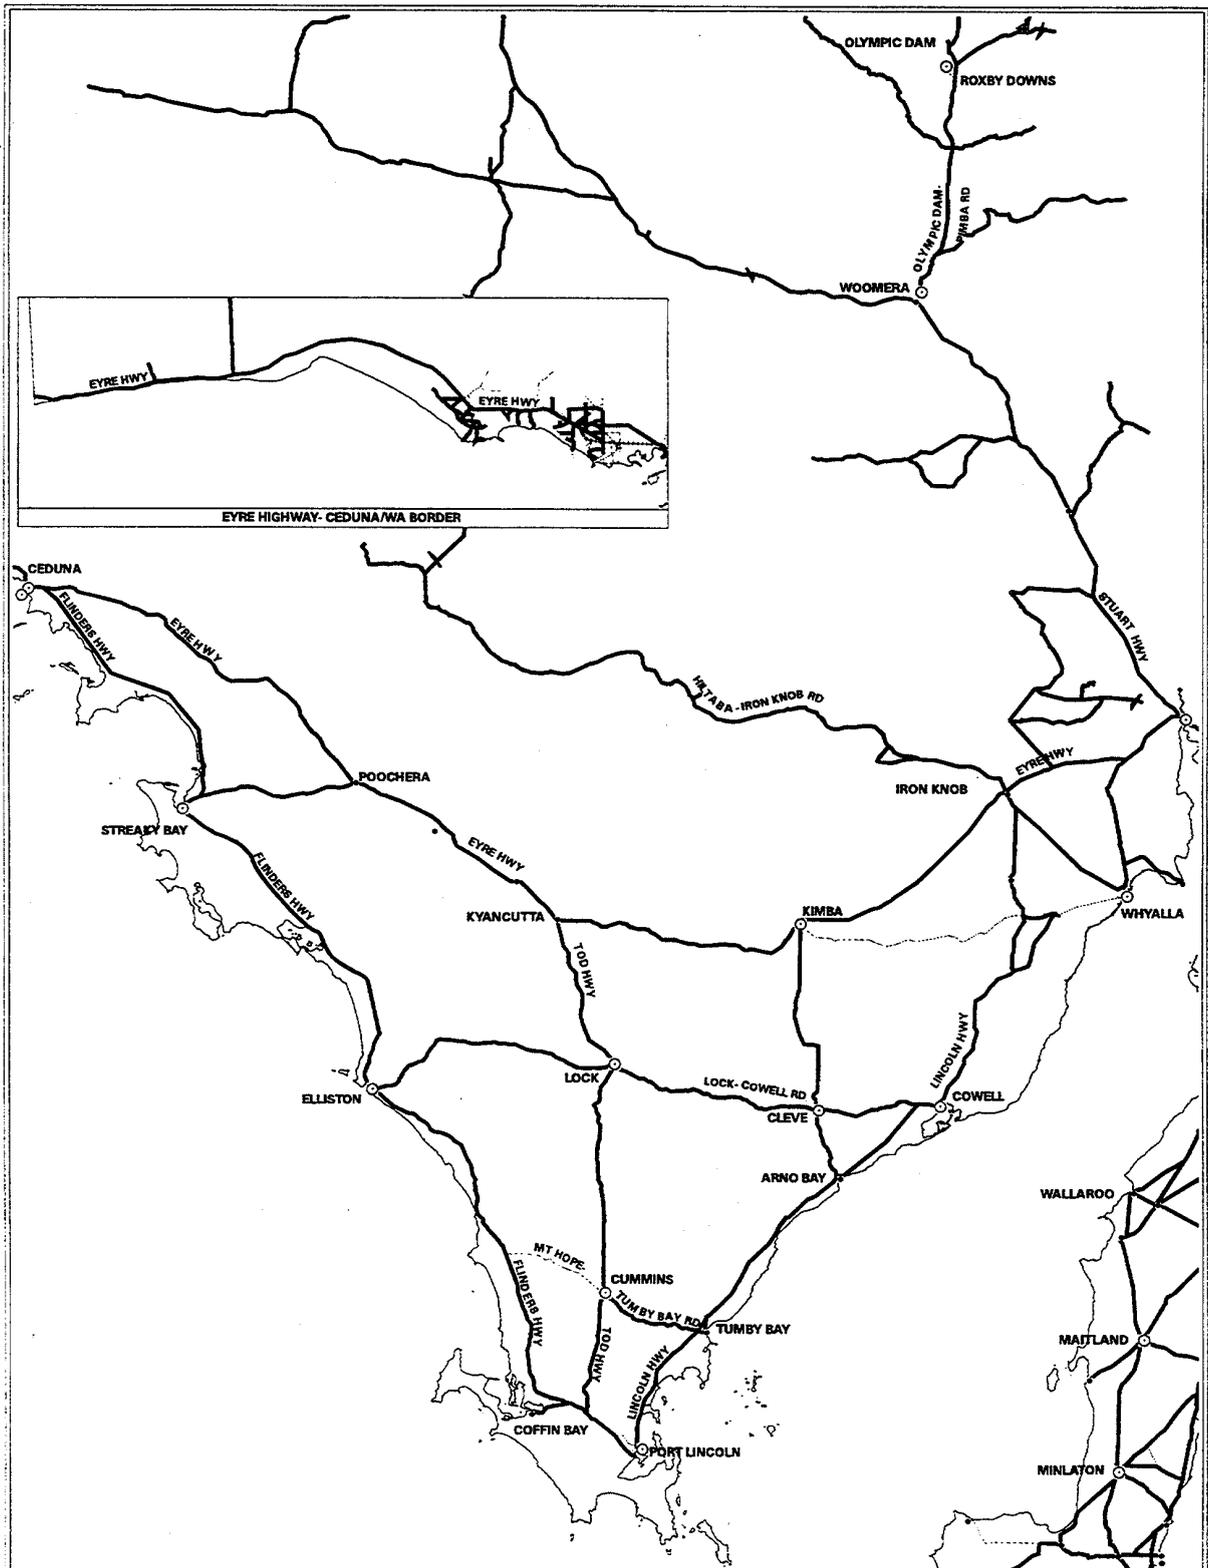 OLYMPIC DAM
ROXBY DOWNS
OLYMPIC DAM-
PIMBA RD
WOOMERA
EYRE HWY
EYRE HWY
EYRE HIGHWAY- CEDUNA/WA BORDER
CEDUNA
FLINDERS HWY
EYRE HWY
STUART HWY
HILTABA - IRON KNOB RD
POOCHERA
EYRE HWY
IRON KNOB
STREAKY BAY
EYRE HWY
FLINDERS HWY
KYANCUTTA
KIMBA
WHYALLA
TOD HWY
LINCOLN HWY
LOCK
LOCK- COWELL RD
COWELL
ELLISTON
CLEVE
ARNO BAY
WALLAROO
MT HOPE-
CUMMINS
FLINDERS HWY
TUMBY BAY RD
TUMBY BAY
TOD HWY
MAITLAND
LINCOLN HWY
COFFIN BAY
PORT LINCOLN
MINLATON